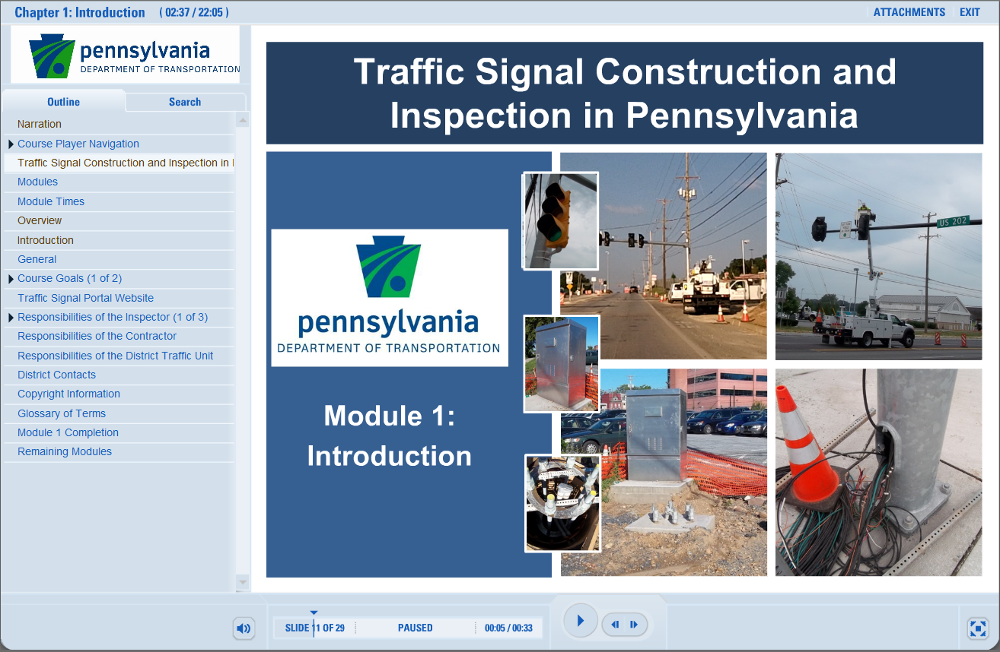 Chapter 1: Introduction ( 02:37 / 22:05 )
ATTACHMENTS EXIT
pennsylvania
DEPARTMENT OF TRANSPORTATION
Outline Search
Narration
Course Player Navigation
Traffic Signal Construction and Inspection in
Modules
Module Times
Overview
Introduction
General
Course Goals (1 of 2)
Traffic Signal Portal Website
Responsibilities of the Inspector (1 of 3)
Responsibilities of the Contractor
Responsibilities of the District Traffic Unit
District Contacts
Copyright Information
Glossary of Terms
Module 1 Completion
Remaining Modules
Traffic Signal Construction and
Inspection in Pennsylvania
pennsylvania
DEPARTMENT OF TRANSPORTATION
Module 1:
Introduction
US 202
SLIDE 11 OF 29 PAUSED 00:05 / 00:33